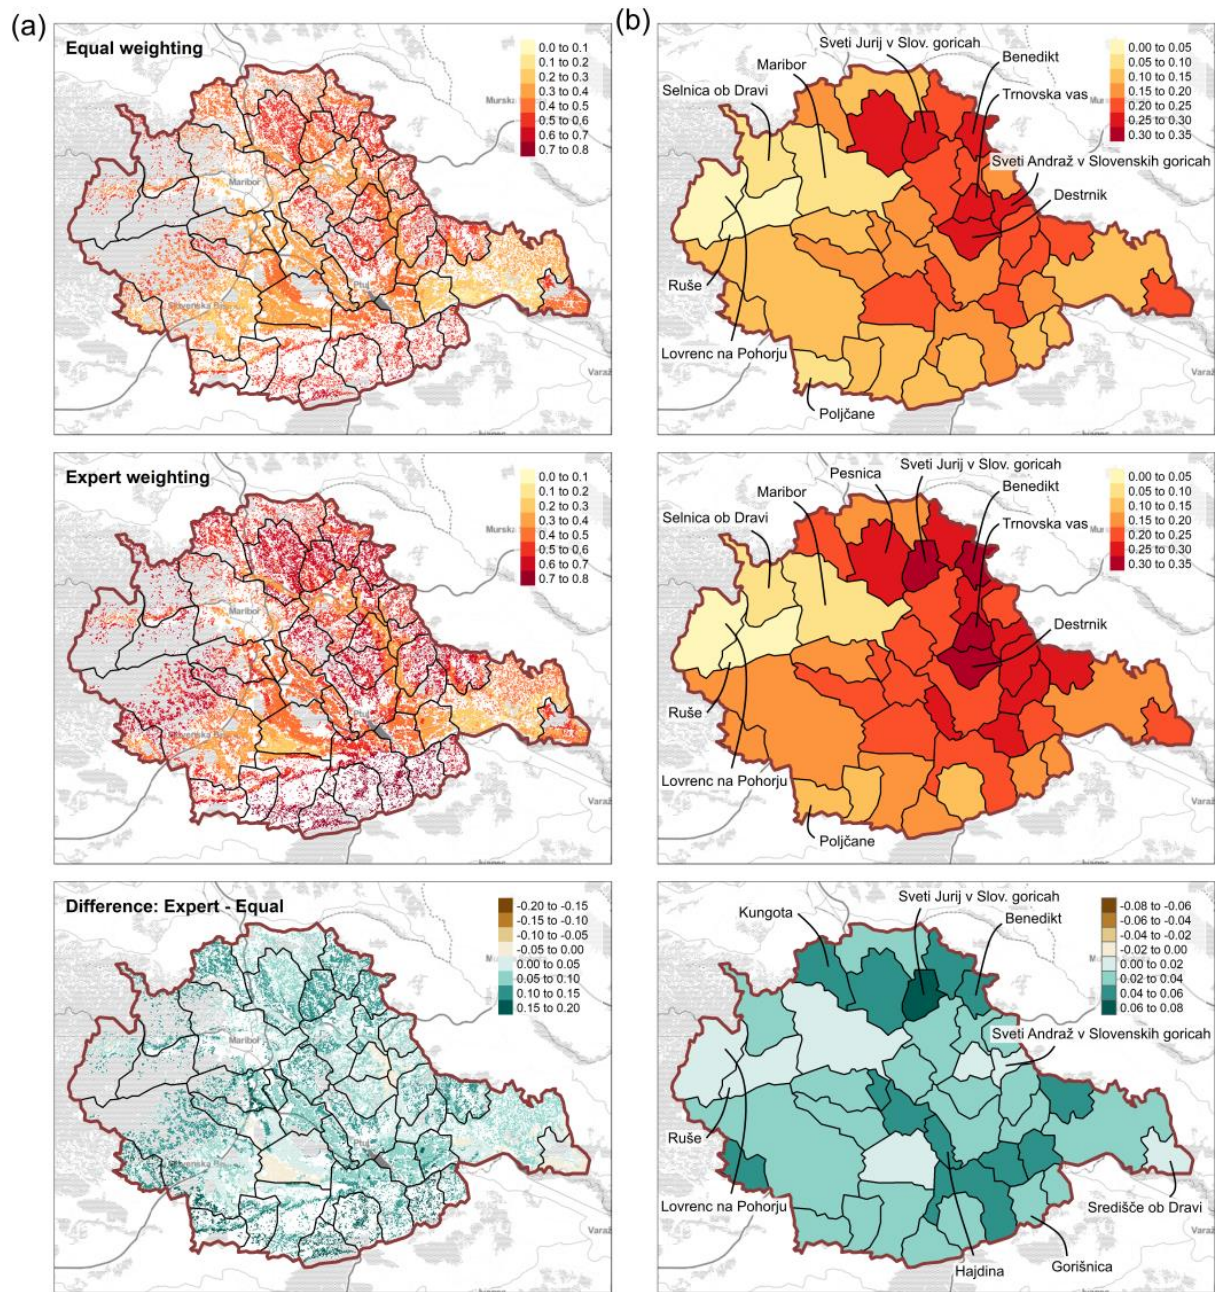 (a)
Equal weighting
0.0 to 0.1
0.1 to 0.2
0.2 to 0.3
0.3 to 0.4
0.4 to 0.5
0.5 to 0.6
0.6 to 0.7
0.7 to 0.8
Maribor
Ptuj
(b)
Sveti Jurij v Slov. goricah
Maribor
Selnica ob Dravi
Benedikt
Trnovska vas
Sveti Andraž v Slovenskih goricah
Destrnik
Ruše
Lovrenc na Pohorju
Poljčane
0.00 to 0.05
0.05 to 0.10
0.10 to 0.15
0.15 to 0.20
0.20 to 0.25
0.25 to 0.30
0.30 to 0.35
Varaž
Expert weighting
0.0 to 0.1
0.1 to 0.2
0.2 to 0.3
0.3 to 0.4
0.4 to 0.5
0.5 to 0.6
0.6 to 0.7
0.7 to 0.8
Maribor
Ptuj
Varaž
Sveti Jurij v Slov. goricah
Pesnica
Maribor
Selnica ob Dravi
Benedikt
Trnovska vas
Destrnik
Ruše
Lovrenc na Pohorju
Poljčane
0.00 to 0.05
0.05 to 0.10
0.10 to 0.15
0.15 to 0.20
0.20 to 0.25
0.25 to 0.30
0.30 to 0.35
Varaž
Difference: Expert - Equal
-0.20 to -0.15
-0.15 to -0.10
-0.10 to -0.05
-0.05 to 0.00
0.00 to 0.05
0.05 to 0.10
0.10 to 0.15
0.15 to 0.20
Maribor
Ptuj
Varaž
Sveti Jurij v Slov. goricah
Kungota
Benedikt
Sveti Andraž v Slovenskih goricah
Ruše
Lovrenc na Pohorju
Središče ob Dravi
Gorišnica
Hajdina
-0.08 to -0.06
-0.06 to -0.04
-0.04 to -0.02
-0.02 to 0.00
0.00 to 0.02
0.02 to 0.04
0.04 to 0.06
0.06 to 0.08